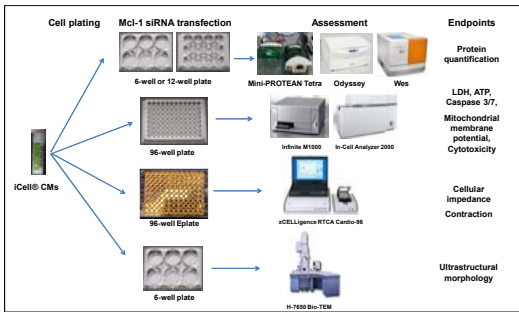 Cell plating
Mcl-1 siRNA transfection
Assessment
Endpoints
6-well or 12-well plate
Mini-PROTEAN Tetra
Odyssey
Wes
Protein
quantification
96-well plate
Infinite M1000
In-Cell Analyzer 2000
LDH, ATP,
Caspase 3/7,
Mitochondrial
membrane
potential,
Cytotoxicity
iCell® CMs
96-well Eplate
xCELLigence RTCA Cardio-96
Cellular
impedance
Contraction
6-well plate
H-7650 Bio-TEM
Ultrastructural
morphology